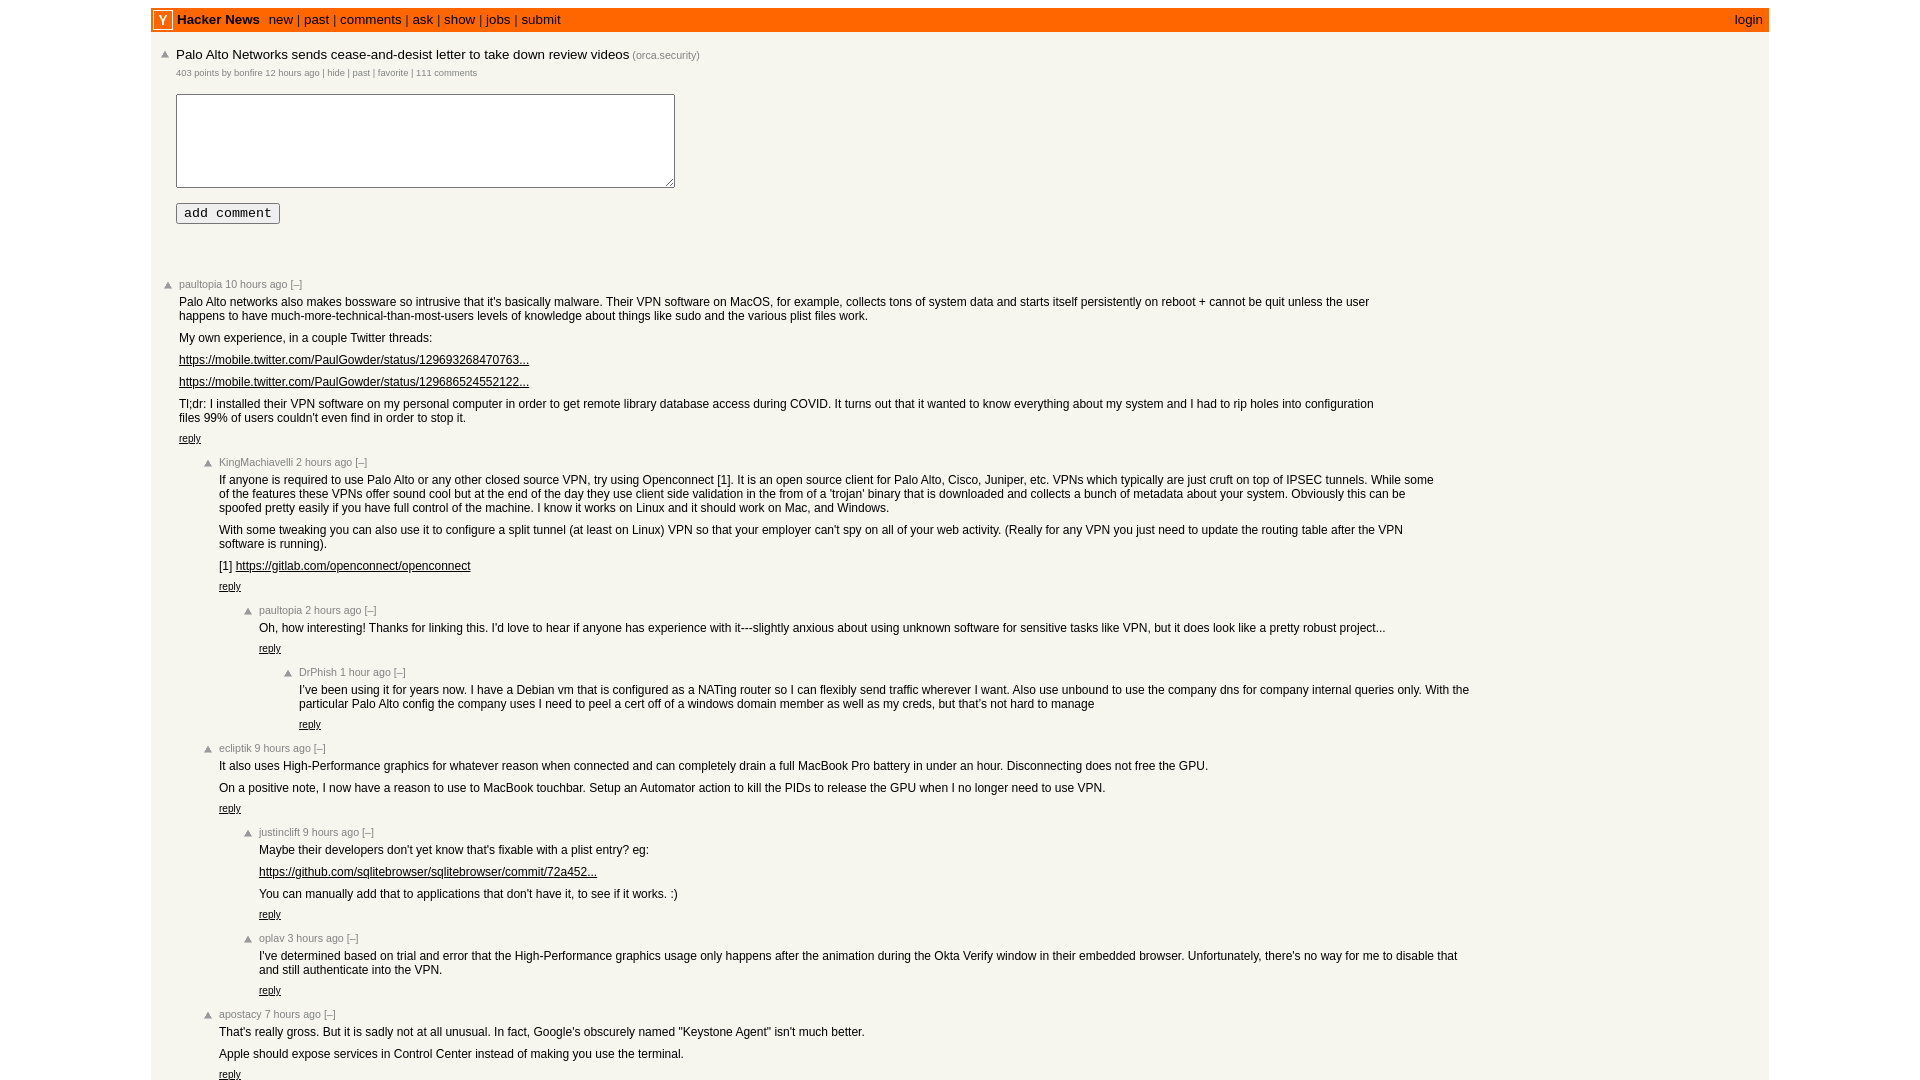 Y Hacker News new | past | comments | ask | show | jobs | submit login
Palo Alto Networks sends cease-and-desist letter to take down review videos (orca.security)
403 points by bonfire 12 hours ago | hide | past | favorite | 111 comments
add comment
paultopia 10 hours ago [–]
Palo Alto networks also makes bossware so intrusive that it's basically malware. Their VPN software on MacOS, for example, collects tons of system data and starts itself persistently on reboot + cannot be quit unless the user
happens to have much-more-technical-than-most-users levels of knowledge about things like sudo and the various plist files work.
My own experience, in a couple Twitter threads:
https://mobile.twitter.com/PaulGowder/status/129693268470763...
https://mobile.twitter.com/PaulGowder/status/129686524552122...
Tl;dr: I installed their VPN software on my personal computer in order to get remote library database access during COVID. It turns out that it wanted to know everything about my system and I had to rip holes into configuration
files 99% of users couldn't even find in order to stop it.
reply
KingMachiavelli 2 hours ago [–]
If anyone is required to use Palo Alto or any other closed source VPN, try using Openconnect [1]. It is an open source client for Palo Alto, Cisco, Juniper, etc. VPNs which typically are just cruft on top of IPSEC tunnels. While some
of the features these VPNs offer sound cool but at the end of the day they use client side validation in the from of a 'trojan' binary that is downloaded and collects a bunch of metadata about your system. Obviously this can be
spoofed pretty easily if you have full control of the machine. I know it works on Linux and it should work on Mac, and Windows.
With some tweaking you can also use it to configure a split tunnel (at least on Linux) VPN so that your employer can't spy on all of your web activity. (Really for any VPN you just need to update the routing table after the VPN
software is running).
[1] https://gitlab.com/openconnect/openconnect
reply
paultopia 2 hours ago [–]
Oh, how interesting! Thanks for linking this. I'd love to hear if anyone has experience with it---slightly anxious about using unknown software for sensitive tasks like VPN, but it does look like a pretty robust project...
reply
DrPhish 1 hour ago [–]
I've been using it for years now. I have a Debian vm that is configured as a NATing router so I can flexibly send traffic wherever I want. Also use unbound to use the company dns for company internal queries only. With the
particular Palo Alto config the company uses I need to peel a cert off of a windows domain member as well as my creds, but that's not hard to manage
reply
ecliptik 9 hours ago [–]
It also uses High-Performance graphics for whatever reason when connected and can completely drain a full MacBook Pro battery in under an hour. Disconnecting does not free the GPU.
On a positive note, I now have a reason to use to MacBook touchbar. Setup an Automator action to kill the PIDs to release the GPU when I no longer need to use VPN.
reply
justinclift 9 hours ago [–]
Maybe their developers don't yet know that's fixable with a plist entry? eg:
https://github.com/sqlitebrowser/sqlitebrowser/commit/72a452...
You can manually add that to applications that don't have it, to see if it works. :)
reply
oplav 3 hours ago [–]
I've determined based on trial and error that the High-Performance graphics usage only happens after the animation during the Okta Verify window in their embedded browser. Unfortunately, there's no way for me to disable that
and still authenticate into the VPN.
reply
apostacy 7 hours ago [–]
That's really gross. But it is sadly not at all unusual. In fact, Google's obscurely named "Keystone Agent" isn't much better.
Apple should expose services in Control Center instead of making you use the terminal.
reply